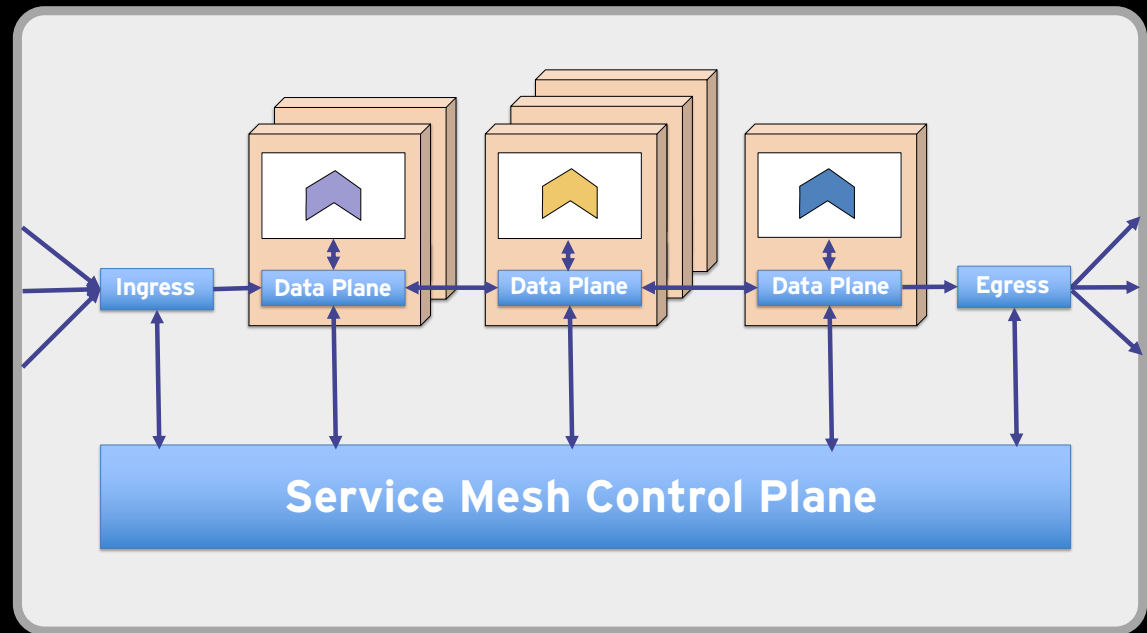 Ingress
Data Plane
Data Plane
Data Plane
Egress
Service Mesh Control Plane